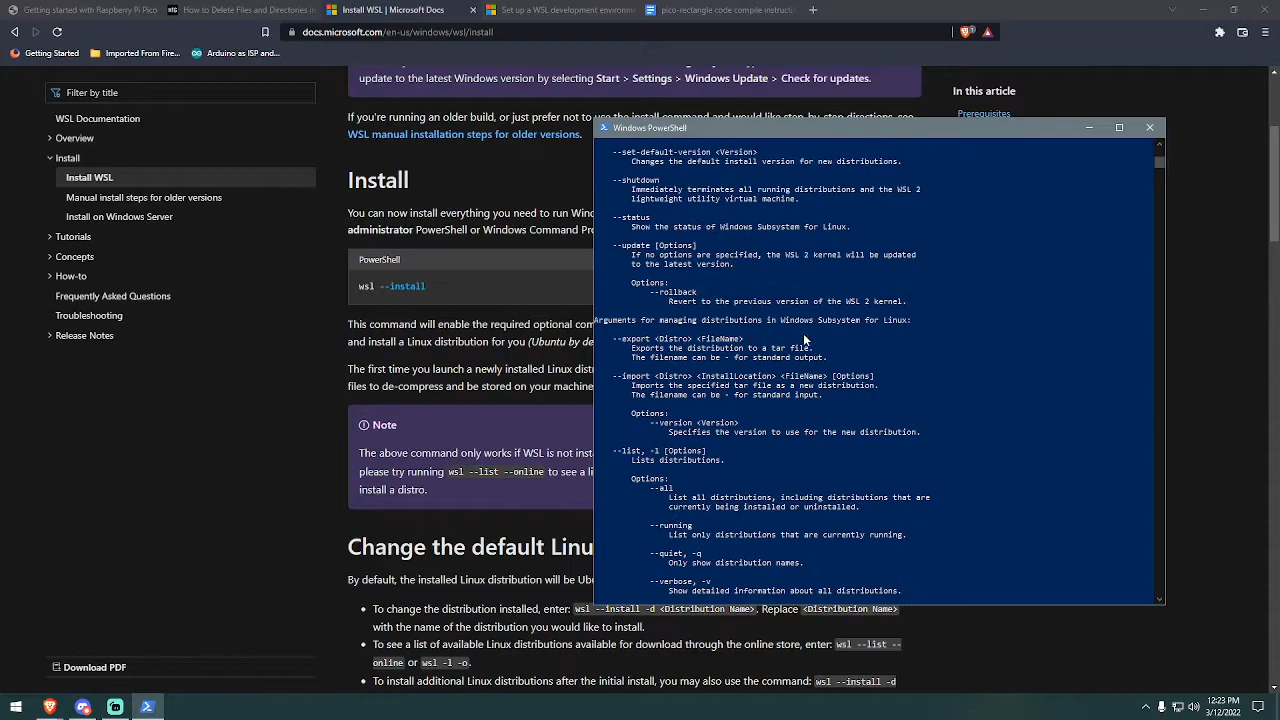 Getting started with Raspberry Pi Pico
How to Delete Files and Directories in
Install WSL | Microsoft Docs
Set up a WSL development environm
pico-rectangle code compile instructi
docs.microsoft.com/en-us/windows/wsl/install
1
Getting Started
Imported From Fire...
Arduino as ISP and...
Filter by title
WSL Documentation
Overview
Install
Install WSL
Manual install steps for older versions
Install on Windows Server
Tutorials
Concepts
How-to
Frequently Asked Questions
Troubleshooting
Release Notes
Download PDF
update to the latest Windows version by selecting Start > Settings > Windows Update > Check for updates.
If you're running an older build, or just prefer not to use the install command and would like step-by-step directions, see
WSL manual installation steps for older versions.
Install
You can now install everything you need to run Win
administrator PowerShell or Windows Command Pro
PowerShell
wsl --install
This command will enable the required optional com
and install a Linux distribution for you (Ubuntu by de
The first time you launch a newly installed Linux distri
files to de-compress and be stored on your machine
Note
The above command only works if WSL is not insta
please try running wsl --list --online to see a li
install a distro.
Change the default Linu
By default, the installed Linux distribution will be Ub
To change the distribution installed, enter: wsl --install -d <Distribution Name>. Replace <Distribution Name>
with the name of the distribution you would like to install.
To see a list of available Linux distributions available for download through the online store, enter: wsl --list --
online or wsl -l -o.
To install additional Linux distributions after the initial install, you may also use the command: wsl --install -d
In this article
Prerequisites
Windows PowerShell
--set-default-version <Version>
Changes the default install version for new distributions.
--shutdown
Immediately terminates all running distributions and the WSL 2
lightweight utility virtual machine.
--status
Show the status of Windows Subsystem for Linux.
--update [Options]
If no options are specified, the WSL 2 kernel will be updated
to the latest version.
Options:
--rollback
Revert to the previous version of the WSL 2 kernel.
Arguments for managing distributions in Windows Subsystem for Linux:
--export <Distro> <FileName>
Exports the distribution to a tar file.
The filename can be - for standard output.
--import <Distro> <InstallLocation> <FileName> [Options]
Imports the specified tar file as a new distribution.
The filename can be - for standard input.
Options:
--version <Version>
Specifies the version to use for the new distribution.
--list, -l [Options]
Lists distributions.
Options:
--all
List all distributions, including distributions that are
currently being installed or uninstalled.
--running
List only distributions that are currently running.
--quiet, -q
Only show distribution names.
--verbose, -v
Show detailed information about all distributions.
12:23 PM
3/12/2022